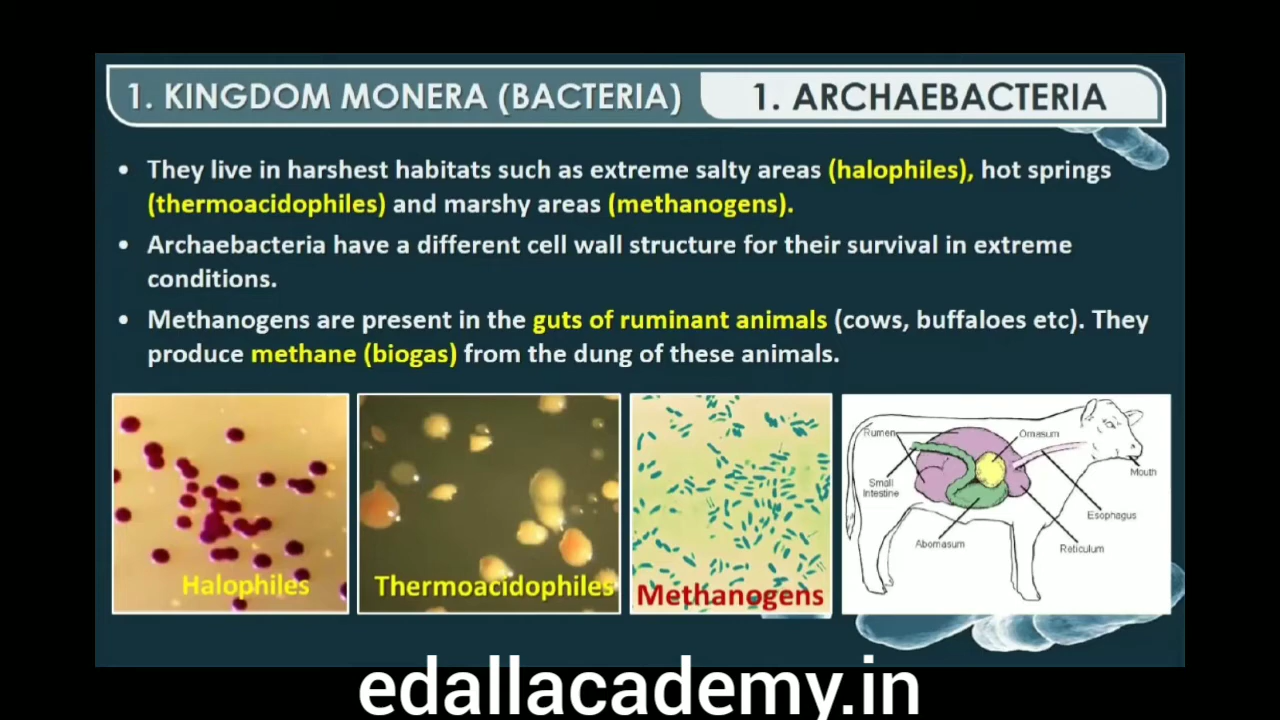 1. KINGDOM MONERA (BACTERIA)
1. ARCHAEBACTERIA
• They live in harshest habitats such as extreme salty areas (halophiles), hot springs
(thermoacidophiles) and marshy areas (methanogens).
• Archaebacteria have a different cell wall structure for their survival in extreme
conditions.
• Methanogens are present in the guts of ruminant animals (cows, buffaloes etc). They
produce methane (biogas) from the dung of these animals.
Halophiles
Thermoacidophiles
Methanogens
Rumen
Omasum
Mouth
Small
Intestine
Esophagus
Abomasum
Reticulum
edallacademy.in